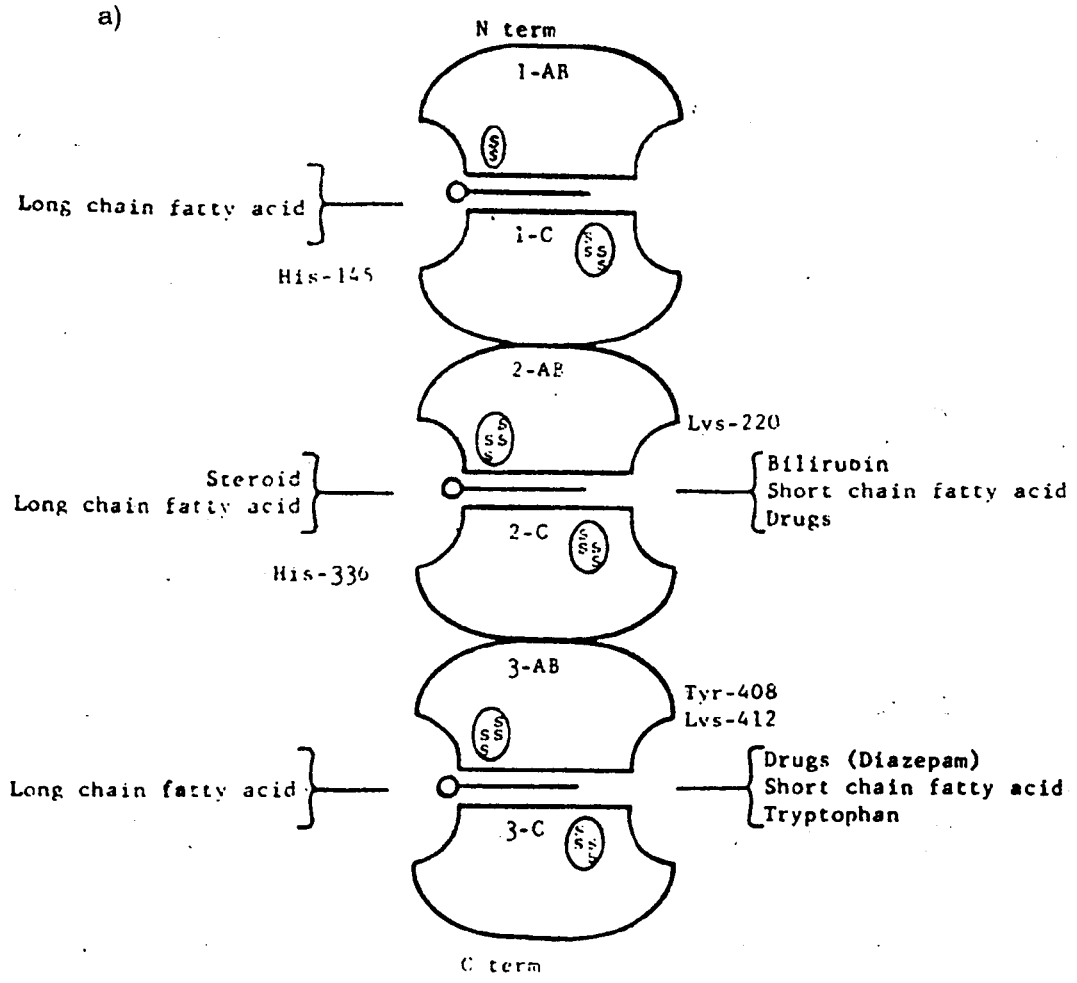 a)
N term
1-AB
S
S
S
Long chain fatty acid
1-C
S
S S
S
His-145
2-AB
Lys-220
S
S S
S
Steroid
Long chain fatty acid
Bilirubin
Short chain fatty acid
Drugs
2-C
S
S S
S
His-336
3-AB
Tyr-408
Lys-412
S
S S
S
Long chain fatty acid
Drugs (Diazepam)
Short chain fatty acid
Tryptophan
3-C
S
S S
S
C term